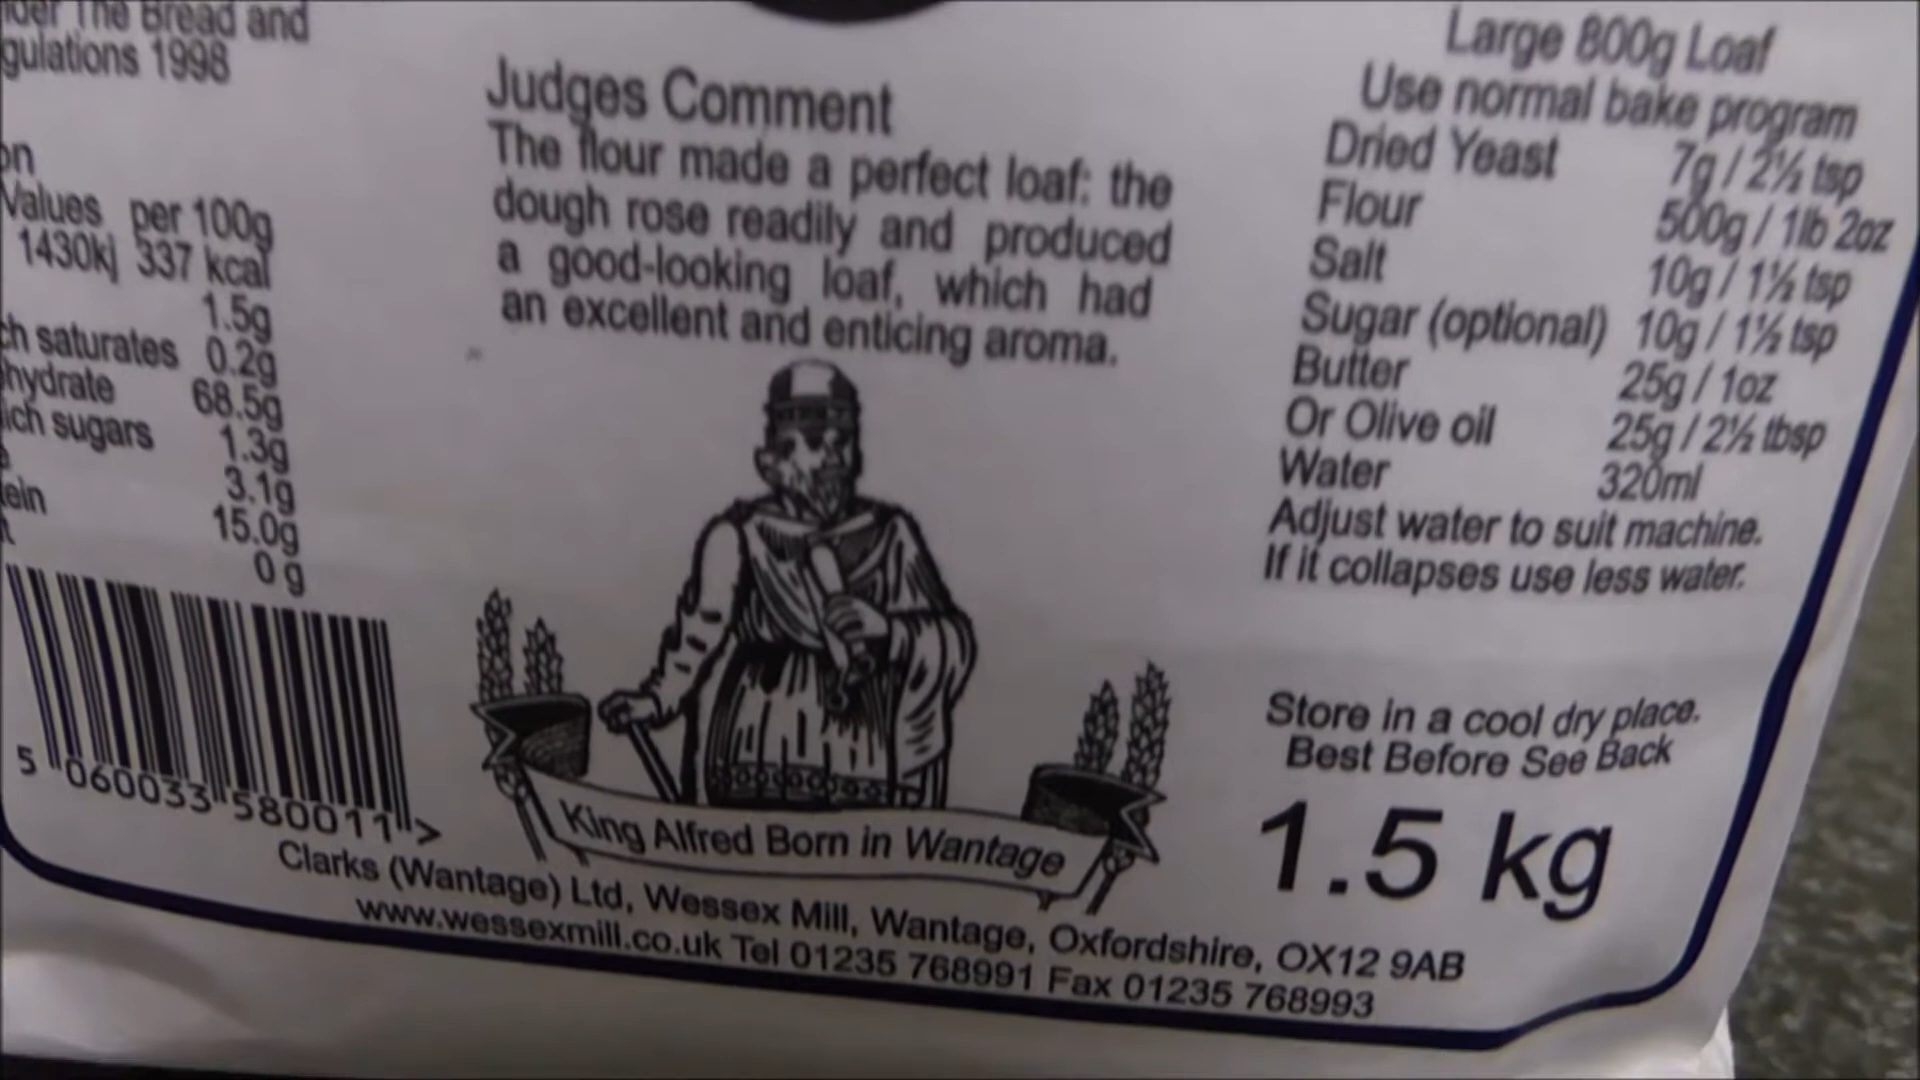 The Bread and
gulations 1998
on
Values per 100g
1430kj 337 kcal
1.5g
ch saturates 0.2g
hydrate 68.5g
ich sugars 1.3g
3.1g
tein 15.0g
0 g
5 060033 580011 >
Judges Comment
The flour made a perfect loaf: the
dough rose readily and produced
a good-looking loaf, which had
an excellent and enticing aroma.
King Alfred Born in Wantage
Large 800g Loaf
Use normal bake program
Dried Yeast 7g / 2½ tsp
Flour 500g / 1lb 2oz
Salt 10g / 1½ tsp
Sugar (optional) 10g / 1½ tsp
Butter 25g / 1oz
Or Olive oil 25g / 2½ tbsp
Water 320ml
Adjust water to suit machine.
If it collapses use less water.
Store in a cool dry place.
Best Before See Back
1.5 kg
Clarks (Wantage) Ltd, Wessex Mill, Wantage, Oxfordshire, OX12 9AB
www.wessexmill.co.uk Tel 01235 768991 Fax 01235 768993